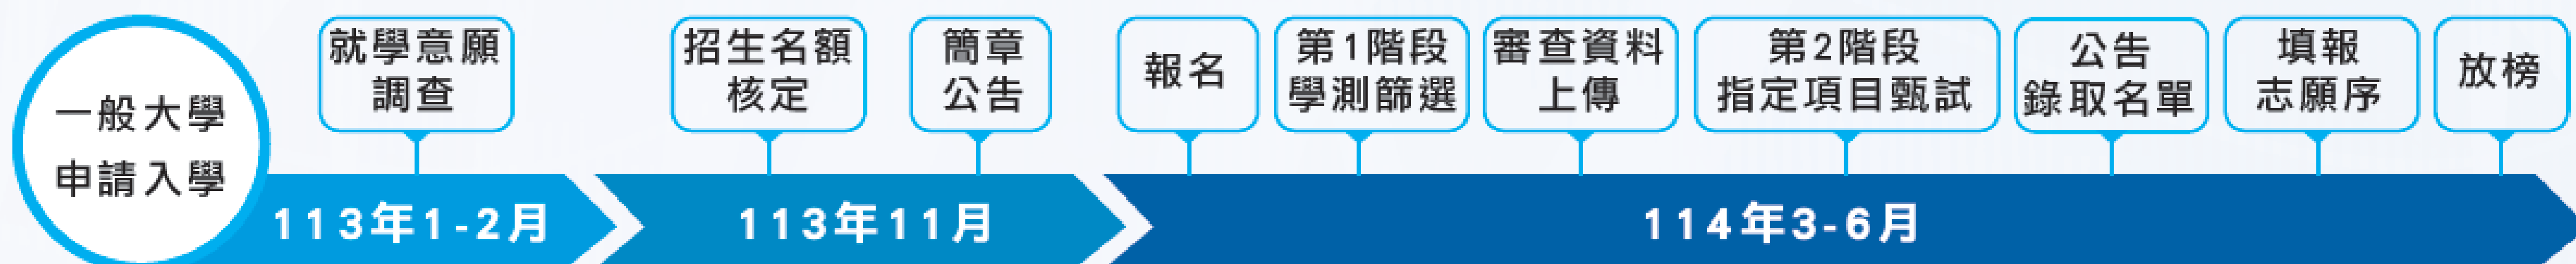 一般大學
申請入學
就學意願
調查
招生名額
核定
簡章
公告
報名
第1階段
學測篩選
審查資料
上傳
第2階段
指定項目甄試
公告
錄取名單
填報
志願序
放榜
113年1-2月
113年11月
114年3-6月